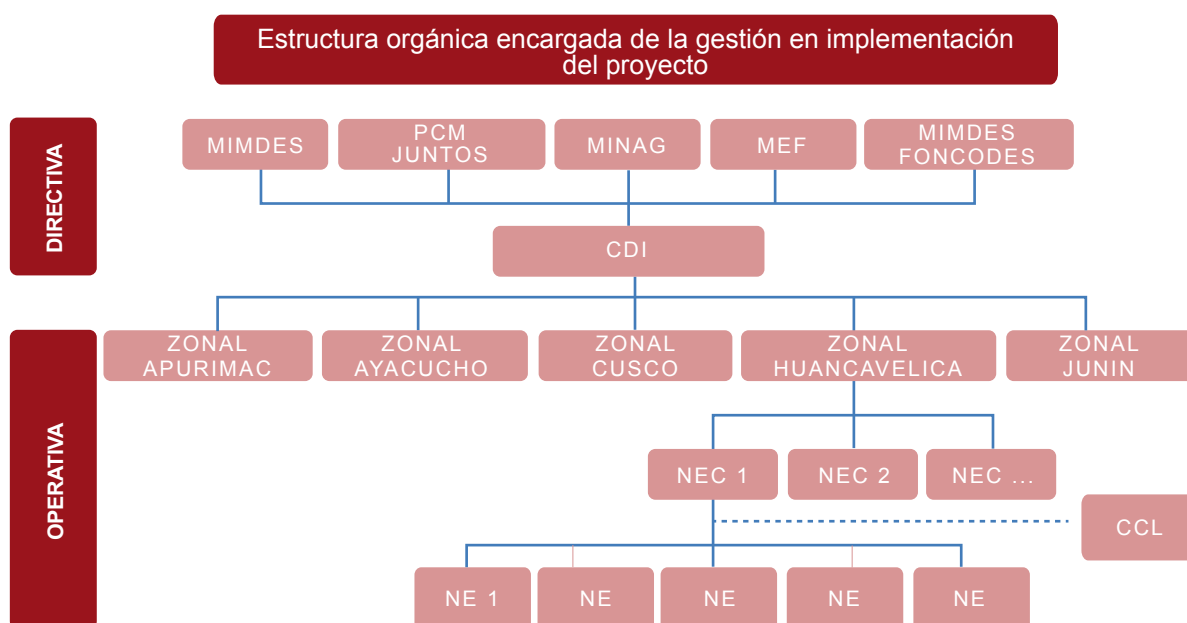 Estructura orgánica encargada de la gestión en implementación
del proyecto
DIRECTIVA
MIMDES
PCM
JUNTOS
MINAG
MEF
MIMDES
FONCODES
CDI
OPERATIVA
ZONAL
APURIMAC
ZONAL
AYACUCHO
ZONAL
CUSCO
ZONAL
HUANCAVELICA
ZONAL
JUNIN
NEC 1
NEC 2
NEC ...
CCL
NE 1
NE
NE
NE
NE